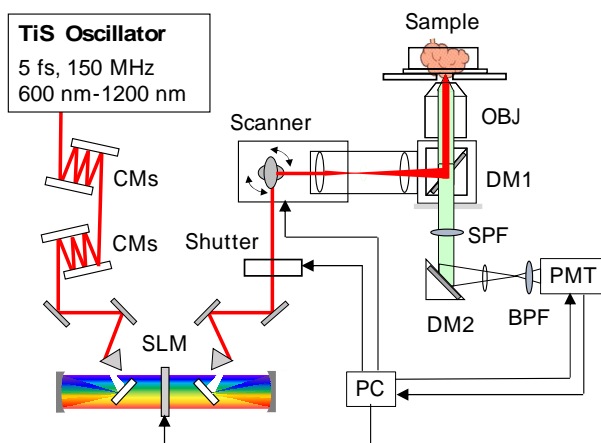 TiS Oscillator
5 fs, 150 MHz
600 nm-1200 nm
CMs
CMs
SLM
Scanner
Shutter
Sample
OBJ
DM1
SPF
DM2
BPF
PMT
PC